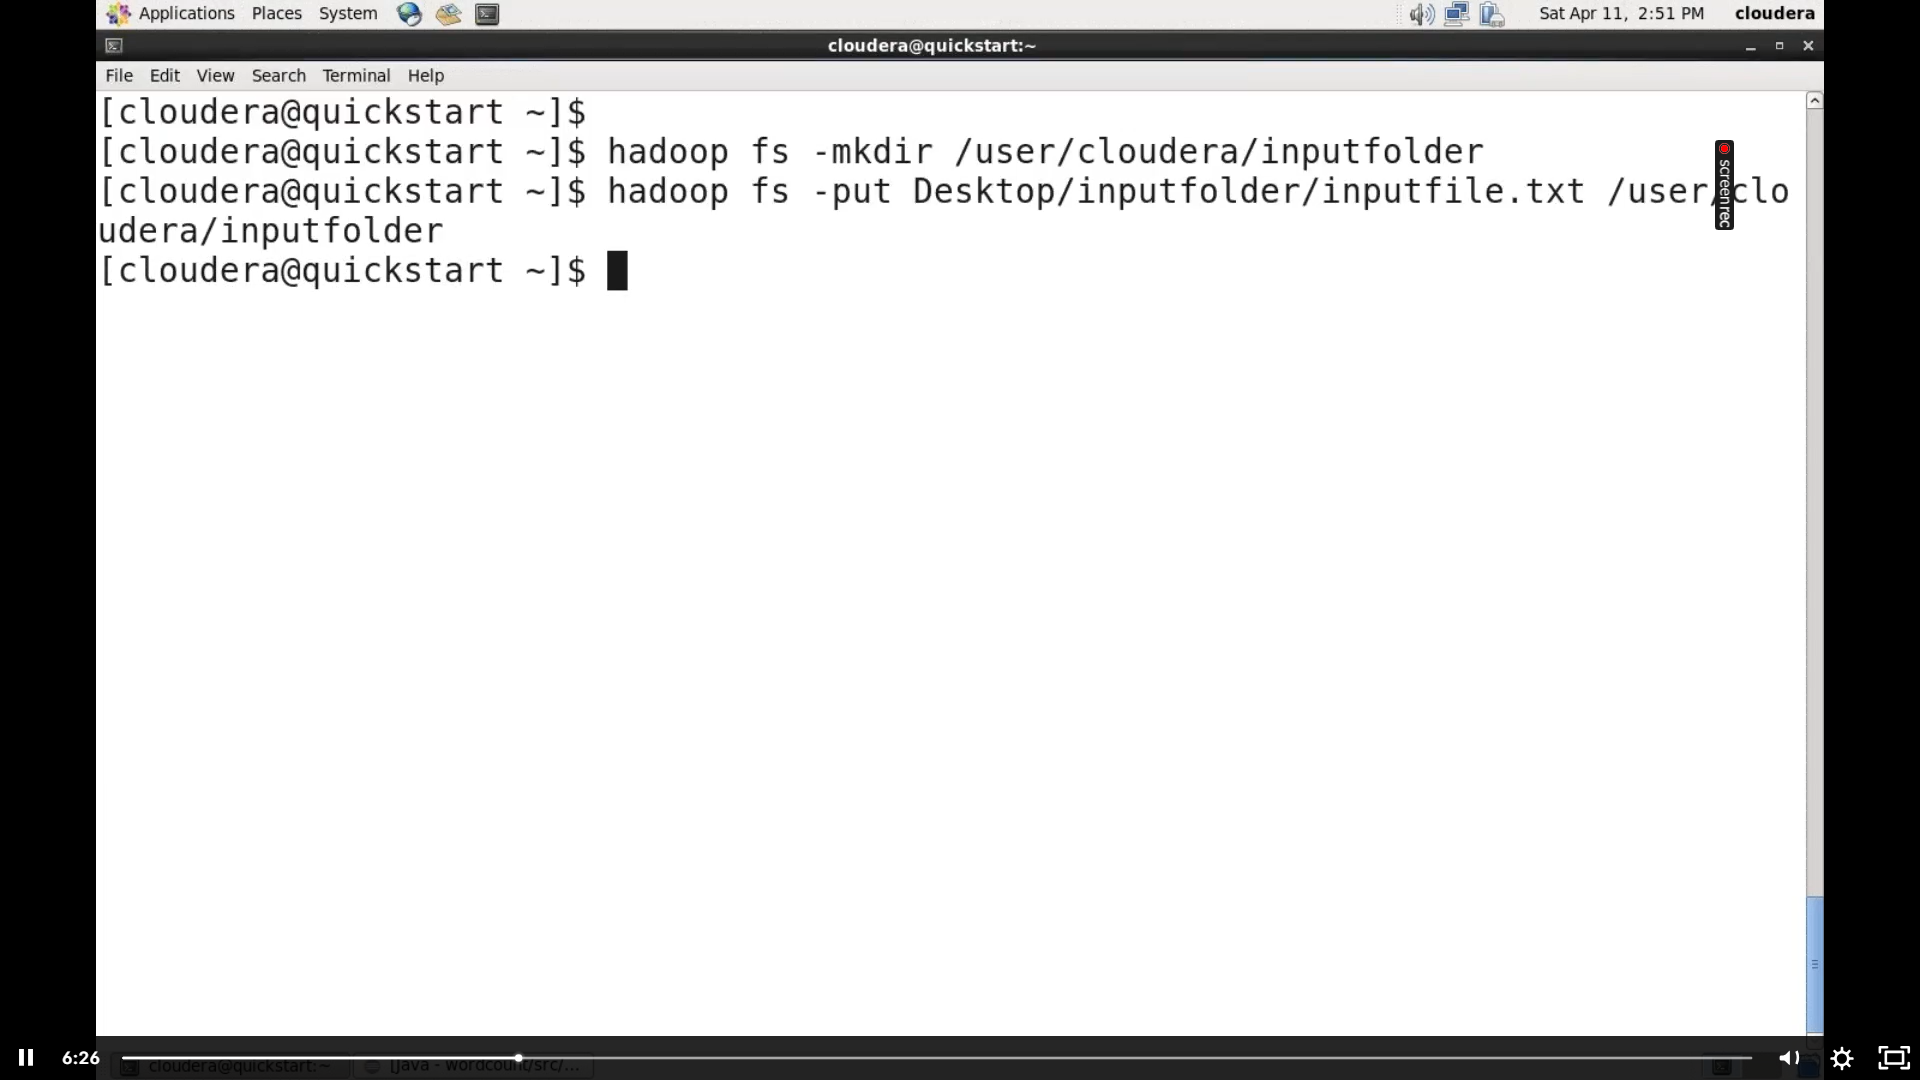 Applications Places System Sat Apr 11, 2:51 PM cloudera
cloudera@quickstart:~
File Edit View Search Terminal Help
[cloudera@quickstart ~]$
[cloudera@quickstart ~]$ hadoop fs -mkdir /user/cloudera/inputfolder
[cloudera@quickstart ~]$ hadoop fs -put Desktop/inputfolder/inputfile.txt /user/clo
udera/inputfolder
[cloudera@quickstart ~]$
screenrec
6:26
cloudera@quickstart:~ [Java - wordcount/src/...